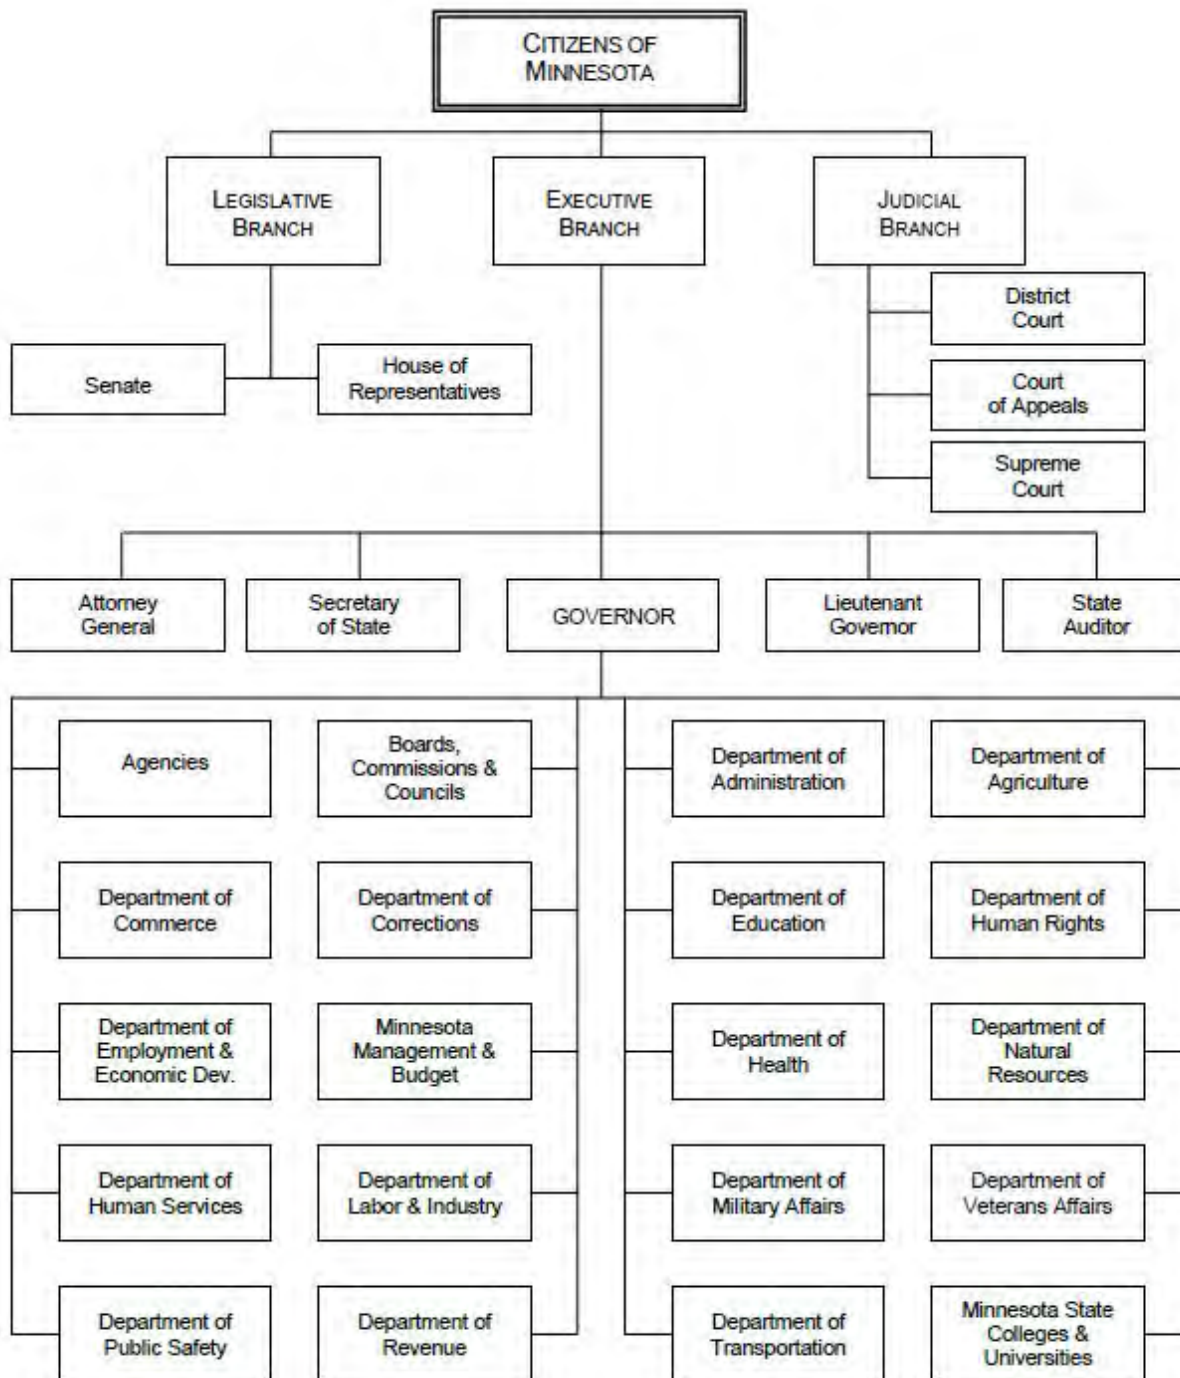 CITIZENS OF
MINNESOTA
LEGISLATIVE
BRANCH
EXECUTIVE
BRANCH
JUDICIAL
BRANCH
District
Court
Senate
House of
Representatives
Court
of Appeals
Supreme
Court
Attorney
General
Secretary
of State
GOVERNOR
Lieutenant
Governor
State
Auditor
Agencies
Boards,
Commissions &
Councils
Department of
Administration
Department of
Agriculture
Department of
Commerce
Department of
Corrections
Department of
Education
Department of
Human Rights
Department of
Employment &
Economic Dev.
Minnesota
Management &
Budget
Department of
Health
Department of
Natural
Resources
Department of
Human Services
Department of
Labor & Industry
Department of
Military Affairs
Department of
Veterans Affairs
Department of
Public Safety
Department of
Revenue
Department of
Transportation
Minnesota State
Colleges &
Universities